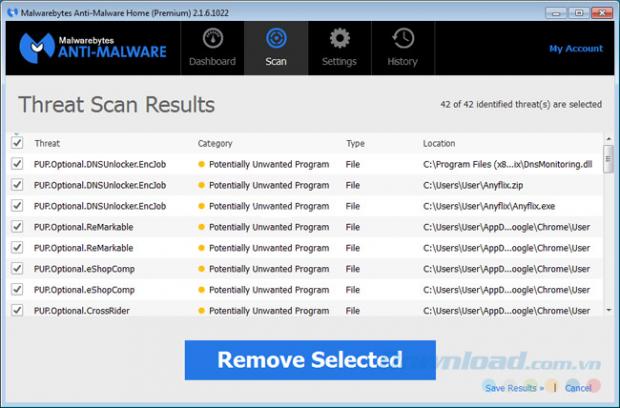 Malwarebytes Anti-Malware Home (Premium) 2.1.6.1022
Malwarebytes
ANTI-MALWARE
Dashboard
Scan
Settings
History
My Account
Threat Scan Results
42 of 42 identified threat(s) are selected
Threat Category Type Location
PUP.Optional.DNSUnlocker.EncJob Potentially Unwanted Program File C:\Program Files (x8...ix\DnsMonitoring.dll
PUP.Optional.DNSUnlocker.EncJob Potentially Unwanted Program File C:\Users\User\Anyflix.zip
PUP.Optional.DNSUnlocker.EncJob Potentially Unwanted Program File C:\Users\User\Anyflix\Anyflix.exe
PUP.Optional.ReMarkable Potentially Unwanted Program File C:\Users\User\AppD...oogle\Chrome\User
PUP.Optional.ReMarkable Potentially Unwanted Program File C:\Users\User\AppD...oogle\Chrome\User
PUP.Optional.eShopComp Potentially Unwanted Program File C:\Users\User\AppD...oogle\Chrome\User
PUP.Optional.eShopComp Potentially Unwanted Program File C:\Users\User\AppD...oogle\Chrome\User
PUP.Optional.CrossRider Potentially Unwanted Program File C:\Users\User\AppD...oogle\Chrome\User
Remove Selected
wnload.com.vn
Save Results » | Cancel